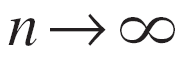 n → ∞